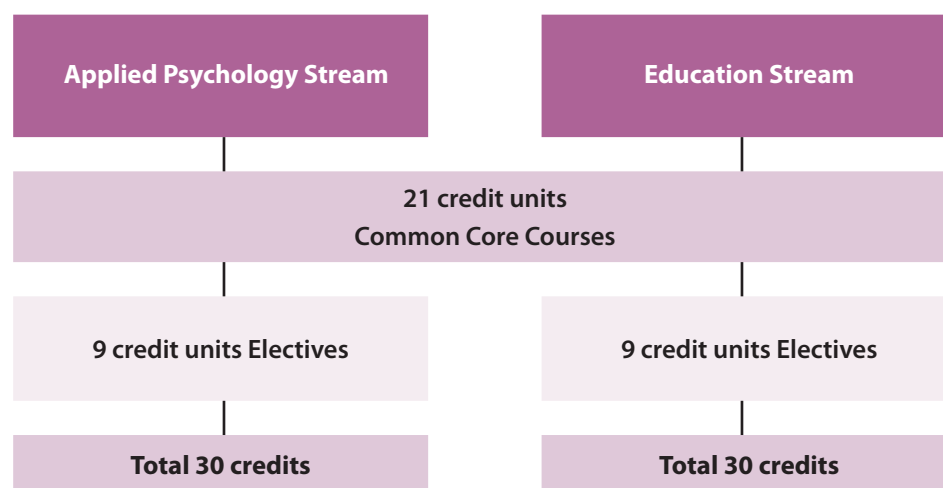 Applied Psychology Stream
Education Stream
21 credit units
Common Core Courses
9 credit units Electives
9 credit units Electives
Total 30 credits
Total 30 credits